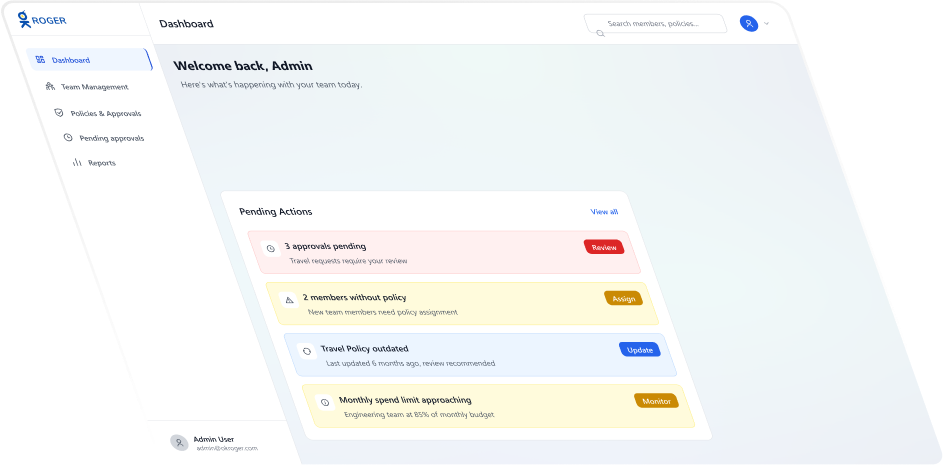 ROGER
Dashboard
Search members, policies...
Dashboard
Team Management
Policies & Approvals
Pending approvals
Reports
Welcome back, Admin
Here's what's happening with your team today.
Pending Actions
View all
3 approvals pending
Travel requests require your review
Review
2 members without policy
New team members need policy assignment
Assign
Travel Policy outdated
Last updated 6 months ago, review recommended
Update
Monthly spend limit approaching
Engineering team at 85% of monthly budget
Monitor
Admin User
admin@okroger.com